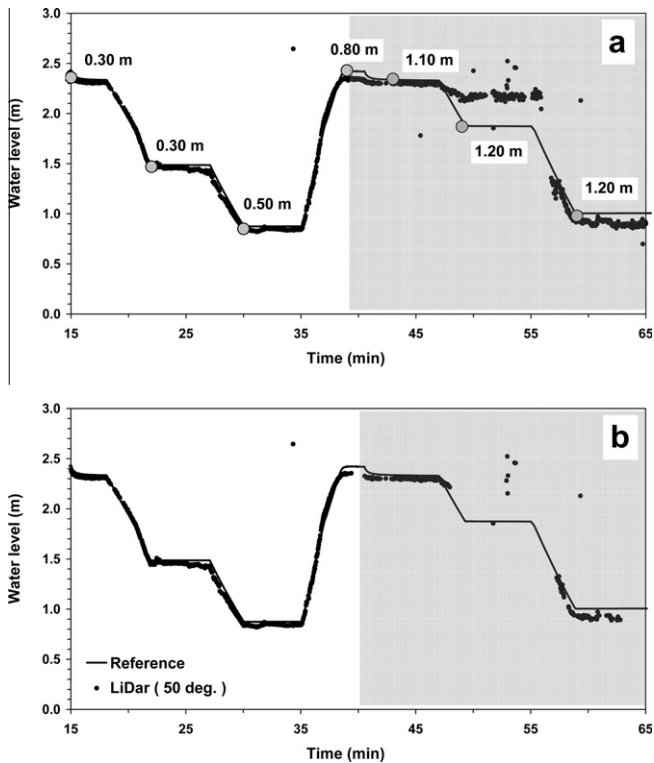 3.0
a
0.30 m
0.80 m
1.10 m
2.5
2.0
1.20 m
0.30 m
1.5
1.20 m
0.50 m
1.0
0.5
0.0
Water level (m)
15 25 35 45 55 65
Time (min)
3.0
b
2.5
2.0
1.5
1.0
0.5
0.0
Water level (m)
Reference
LiDar ( 50 deg. )
15 25 35 45 55 65
Time (min)